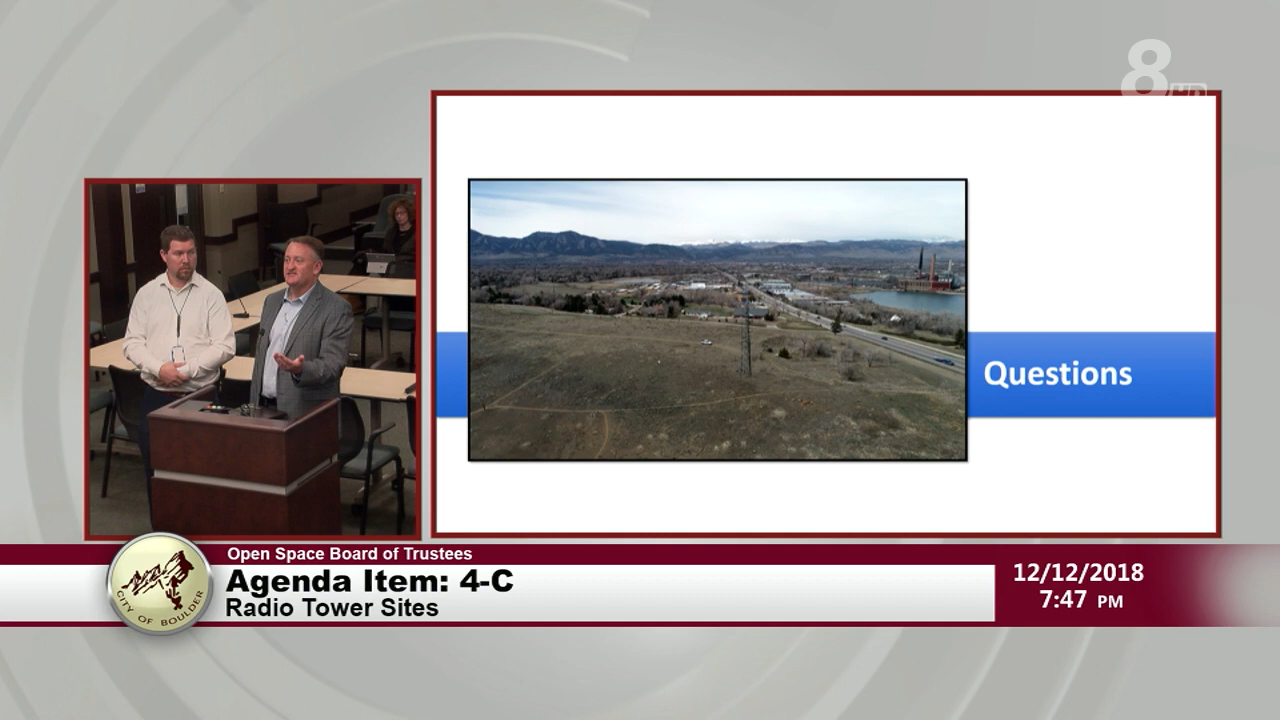 8
HD
Questions
Open Space Board of Trustees
Agenda Item: 4-C
Radio Tower Sites
12/12/2018
7:47 PM
CITY OF BOULDER